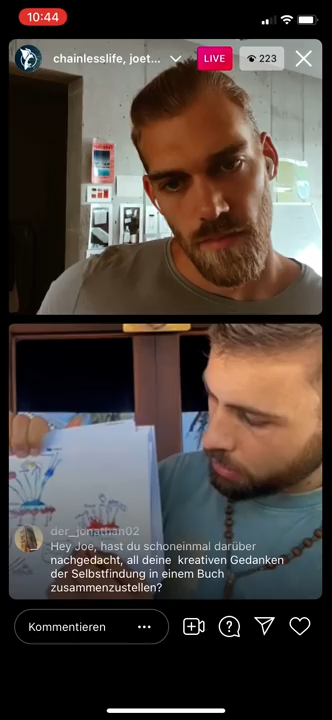 10:44
chainlesslife, joet...
LIVE
223
der_jonathan02
Hey Joe, hast du schoneinmal darüber
nachgedacht, all deine kreativen Gedanken
der Selbstfindung in einem Buch
zusammenzustellen?
Kommentieren